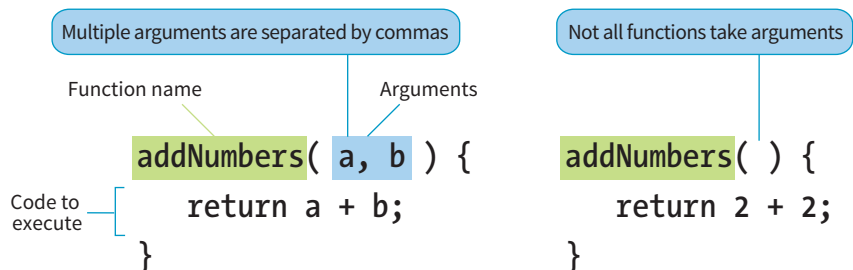 Multiple arguments are separated by commas
Not all functions take arguments
Function name
Arguments
addNumbers( a, b ) {
return a + b;
}
Code to
execute
addNumbers( ) {
return 2 + 2;
}